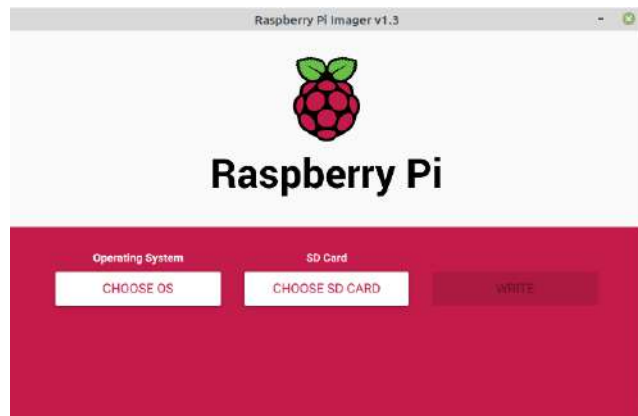 Raspberry Pi Imager v1.3
Raspberry Pi
Operating System
SD Card
CHOOSE OS
CHOOSE SD CARD
WRITE